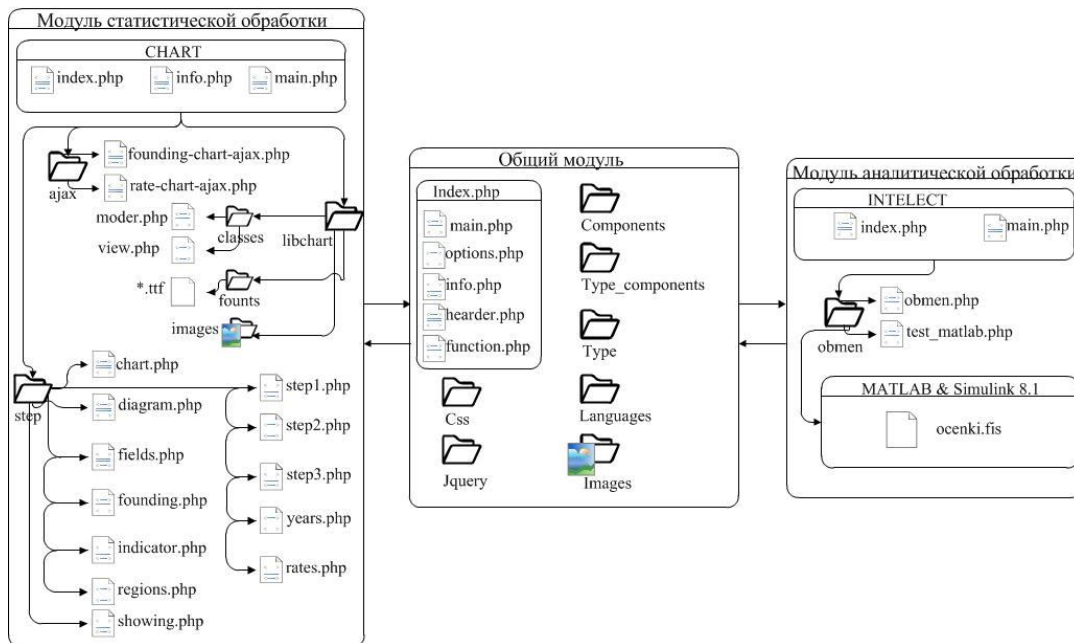 Модуль статистической обработки
CHART
index.php
info.php
main.php
founding-chart-ajax.php
ajax
rate-chart-ajax.php
moder.php
classes
libchart
view.php
*.ttf
founts
images
chart.php
step
diagram.php
fields.php
founding.php
indicator.php
regions.php
showing.php
step1.php
step2.php
step3.php
years.php
rates.php
Общий модуль
Index.php
main.php
options.php
info.php
hearder.php
function.php
Css
Jquery
Components
Type_components
Type
Languages
Images
Модуль аналитической обработки
INTELECT
index.php
main.php
obmen.php
obmen
test_matlab.php
MATLAB & Simulink 8.1
ocenki.fis